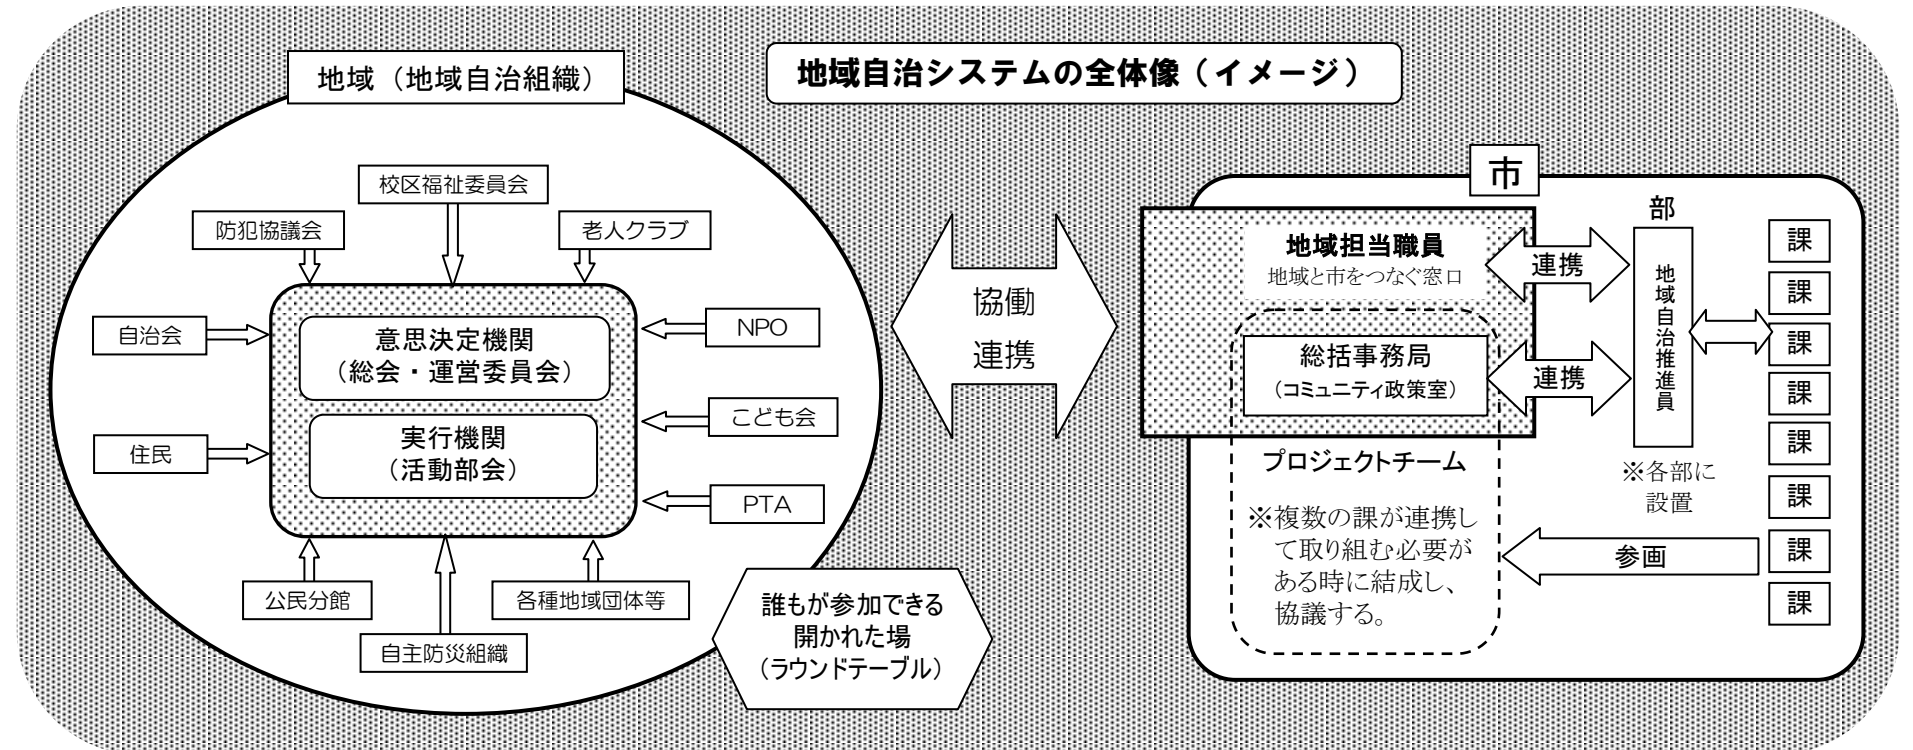 地域自治システムの全体像（イメージ）
地域（地域自治組織）
校区福祉委員会
防犯協議会
老人クラブ
自治会
NPO
意思決定機関
（総会・運営委員会）
こども会
実行機関
（活動部会）
住民
PTA
公民分館
各種地域団体等
自主防災組織
誰もが参加できる
開かれた場
（ラウンドテーブル）
協働
連携
市
地域担当職員
地域と市をつなぐ窓口
連携
総括事務局
（コミュニティ政策室）
連携
プロジェクトチーム
※複数の課が連携し
て取り組む必要が
ある時に結成し、
協議する。
部
地域自治推進員
※各部に
設置
参画
課
課
課
課
課
課
課
課